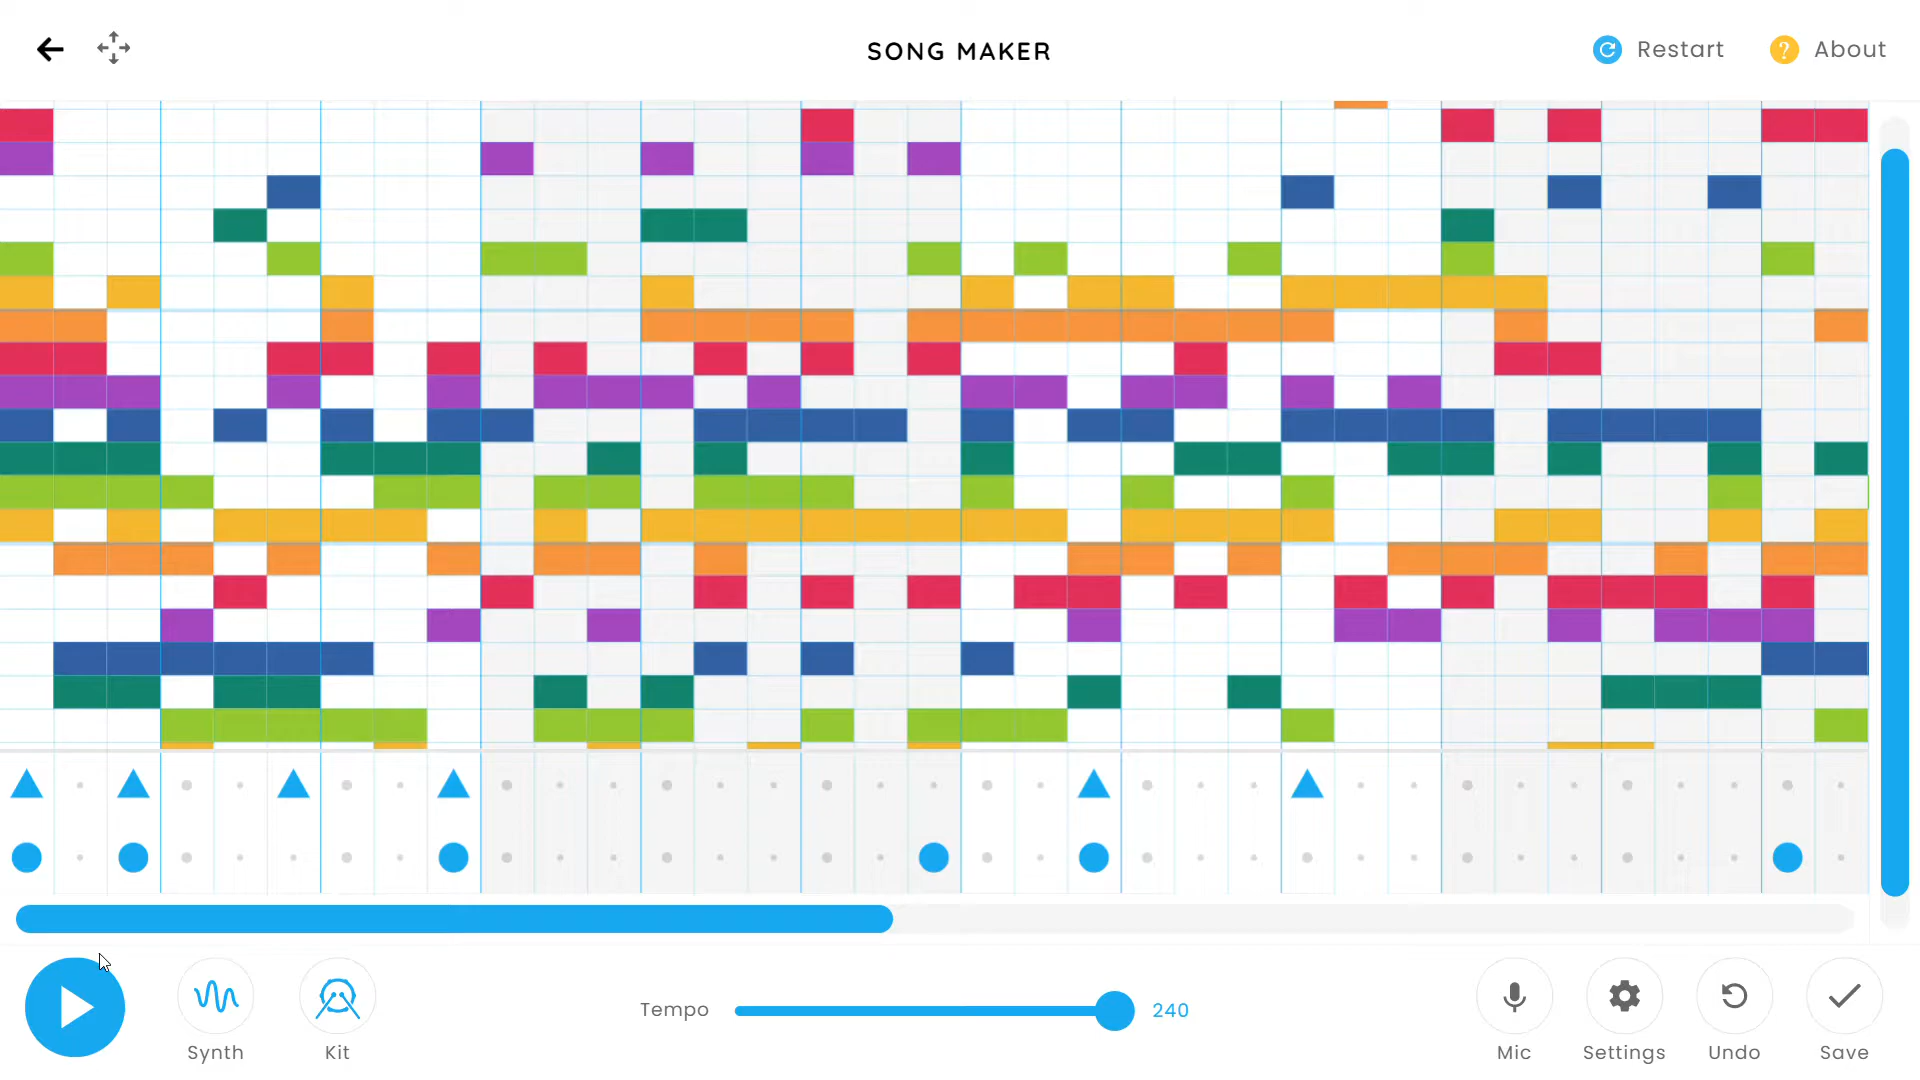 SONG MAKER
Restart
? About
Tempo
240
Synth
Kit
Mic
Settings
Undo
Save